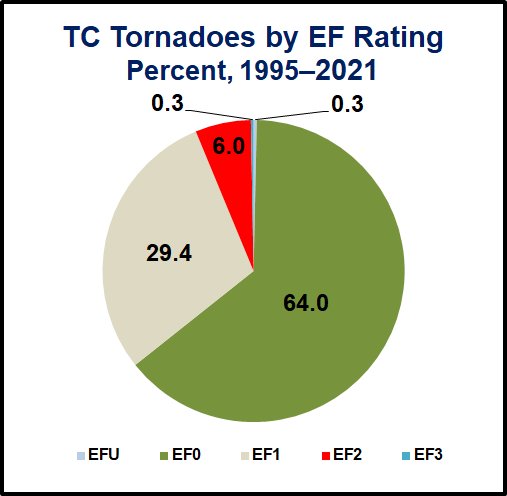 TC Tornadoes by EF Rating
Percent, 1995–2021
0.3 0.3
6.0
29.4
64.0
EFU EF0 EF1 EF2 EF3